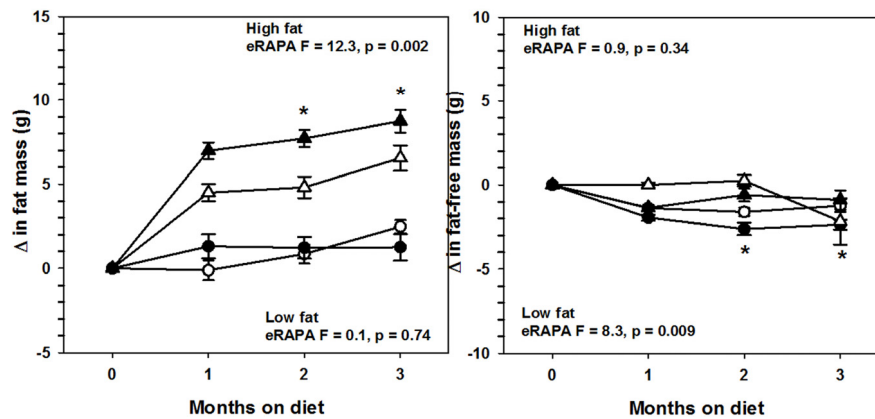 High fat
eRAPA F = 12.3, p = 0.002
*
*
Low fat
eRAPA F = 0.1, p = 0.74
15
10
5
0
-5
Δ in fat mass (g)
0 1 2 3
Months on diet
High fat
eRAPA F = 0.9, p = 0.34
*
*
Low fat
eRAPA F = 8.3, p = 0.009
10
5
0
-5
-10
Δ in fat-free mass (g)
0 1 2 3
Months on diet